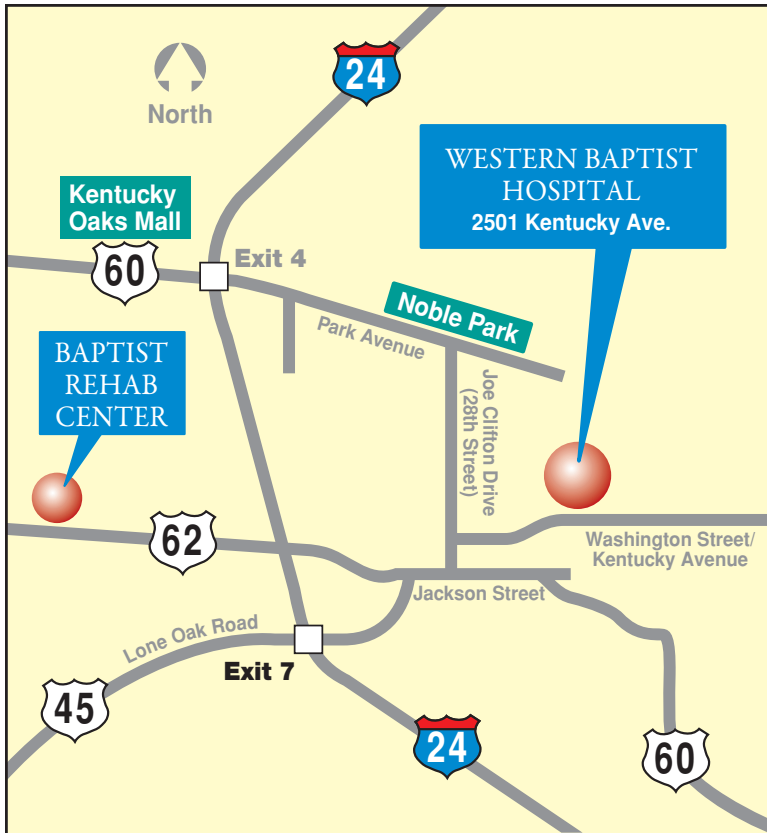 24
North
WESTERN BAPTIST
HOSPITAL
2501 Kentucky Ave.
Kentucky
Oaks Mall
60
Exit 4
Noble Park
Park Avenue
BAPTIST
REHAB
CENTER
Joe Clifton Drive
(28th Street)
62
Washington Street/
Kentucky Avenue
Jackson Street
Lone Oak Road
Exit 7
45
24
60